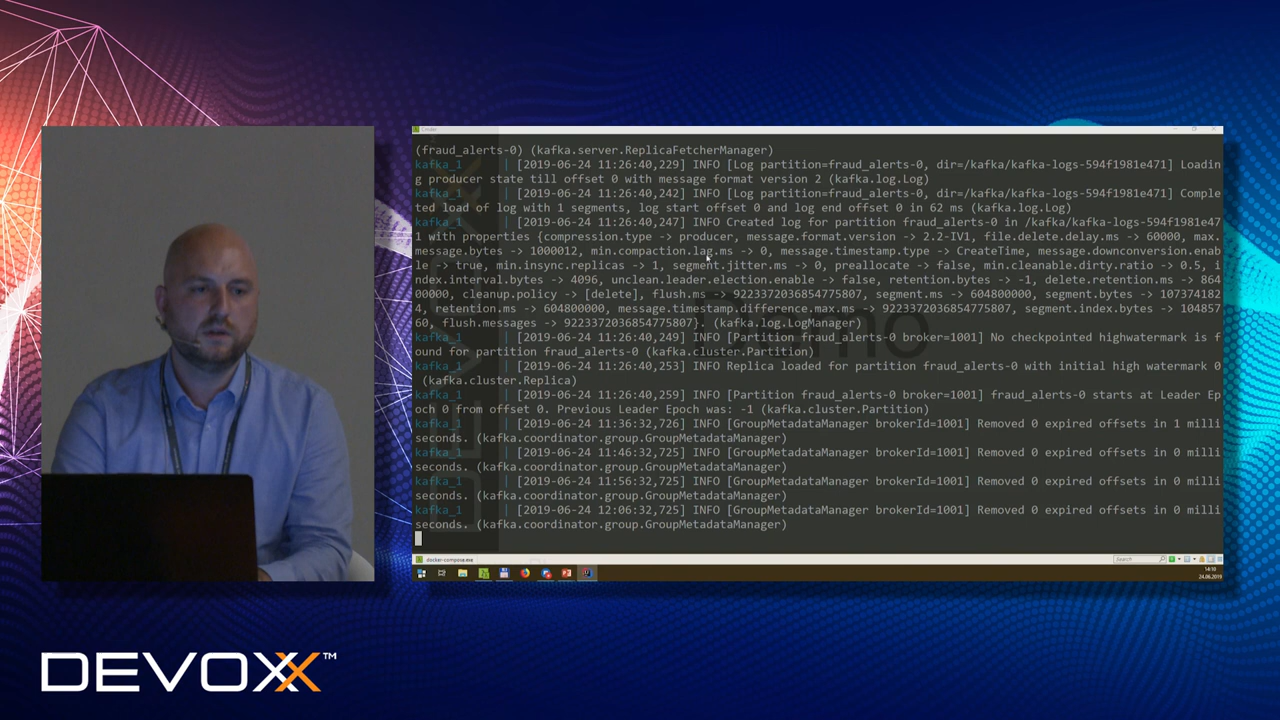 Cmder
(fraud_alerts-0) (kafka.server.ReplicaFetcherManager)
kafka_1 | [2019-06-24 11:26:40,229] INFO [Log partition=fraud_alerts-0, dir=/kafka/kafka-logs-594f1981e471] Loadin
g producer state till offset 0 with message format version 2 (kafka.log.Log)
kafka_1 | [2019-06-24 11:26:40,242] INFO [Log partition=fraud_alerts-0, dir=/kafka/kafka-logs-594f1981e471] Comple
ted load of log with 1 segments, log start offset 0 and log end offset 0 in 62 ms (kafka.log.Log)
kafka_1 | [2019-06-24 11:26:40,247] INFO Created log for partition fraud_alerts-0 in /kafka/kafka-logs-594f1981e47
1 with properties {compression.type -> producer, message.format.version -> 2.2-IV1, file.delete.delay.ms -> 60000, max.
message.bytes -> 1000012, min.compaction.lag.ms -> 0, message.timestamp.type -> CreateTime, message.downconversion.enab
le -> true, min.insync.replicas -> 1, segment.jitter.ms -> 0, preallocate -> false, min.cleanable.dirty.ratio -> 0.5, i
ndex.interval.bytes -> 4096, unclean.leader.election.enable -> false, retention.bytes -> -1, delete.retention.ms -> 864
00000, cleanup.policy -> [delete], flush.ms -> 9223372036854775807, segment.ms -> 604800000, segment.bytes -> 107374182
4, retention.ms -> 604800000, message.timestamp.difference.max.ms -> 9223372036854775807, segment.index.bytes -> 104857
60, flush.messages -> 9223372036854775807}. (kafka.log.LogManager)
kafka_1 | [2019-06-24 11:26:40,249] INFO [Partition fraud_alerts-0 broker=1001] No checkpointed highwatermark is f
ound for partition fraud_alerts-0 (kafka.cluster.Partition)
kafka_1 | [2019-06-24 11:26:40,253] INFO Replica loaded for partition fraud_alerts-0 with initial high watermark 0
(kafka.cluster.Replica)
kafka_1 | [2019-06-24 11:26:40,259] INFO [Partition fraud_alerts-0 broker=1001] fraud_alerts-0 starts at Leader Ep
och 0 from offset 0. Previous Leader Epoch was: -1 (kafka.cluster.Partition)
kafka_1 | [2019-06-24 11:36:32,726] INFO [GroupMetadataManager brokerId=1001] Removed 0 expired offsets in 1 milli
seconds. (kafka.coordinator.group.GroupMetadataManager)
kafka_1 | [2019-06-24 11:46:32,725] INFO [GroupMetadataManager brokerId=1001] Removed 0 expired offsets in 0 milli
seconds. (kafka.coordinator.group.GroupMetadataManager)
kafka_1 | [2019-06-24 11:56:32,725] INFO [GroupMetadataManager brokerId=1001] Removed 0 expired offsets in 0 milli
seconds. (kafka.coordinator.group.GroupMetadataManager)
kafka_1 | [2019-06-24 12:06:32,725] INFO [GroupMetadataManager brokerId=1001] Removed 0 expired offsets in 0 milli
seconds. (kafka.coordinator.group.GroupMetadataManager)
Demo
DEVOXX
docker-compose.exe
Search
14:10
24.06.2019
DEVOXX™